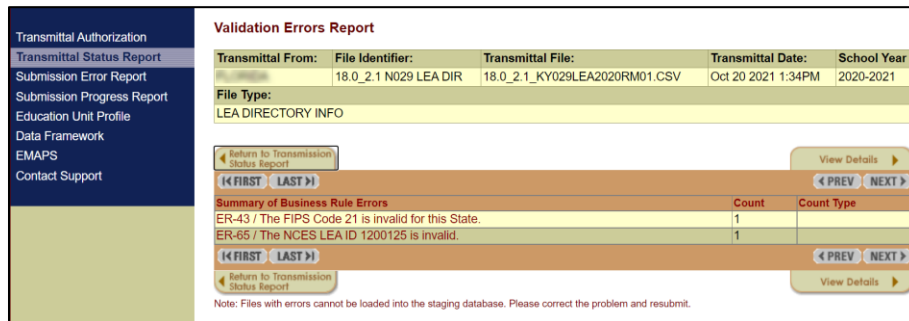 Transmittal Authorization
Transmittal Status Report
Submission Error Report
Submission Progress Report
Education Unit Profile
Data Framework
EMAPS
Contact Support
Validation Errors Report
Transmittal From: File Identifier: Transmittal File: Transmittal Date: School Year
18.0_2.1 N029 LEA DIR 18.0_2.1_KY029LEA2020RM01.CSV Oct 20 2021 1:34PM 2020-2021
File Type:
LEA DIRECTORY INFO
Return to Transmission
Status Report
View Details
FIRST LAST PREV NEXT
Summary of Business Rule Errors Count Count Type
ER-43 / The FIPS Code 21 is invalid for this State. 1
ER-65 / The NCES LEA ID 1200125 is invalid. 1
FIRST LAST PREV NEXT
Return to Transmission
Status Report
View Details
Note: Files with errors cannot be loaded into the staging database. Please correct the problem and resubmit.